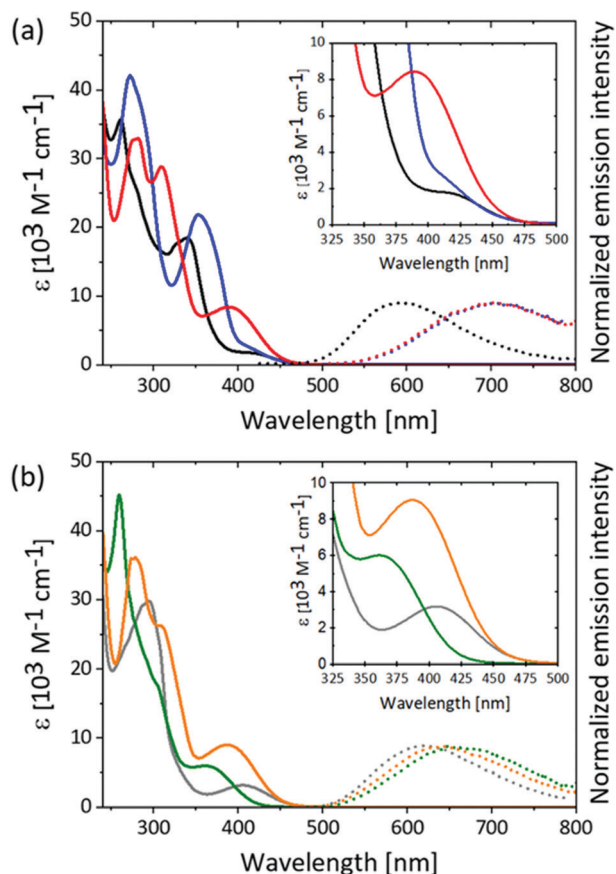 (a)
50
40
30
20
10
0
ε [10³ M⁻¹ cm⁻¹]
300 400 500 600 700 800
Wavelength [nm]
Normalized emission intensity
10
8
6
4
2
0
ε [10³ M⁻¹ cm⁻¹]
325 350 375 400 425 450 475 500
Wavelength [nm]
(b)
50
40
30
20
10
0
ε [10³ M⁻¹ cm⁻¹]
300 400 500 600 700 800
Wavelength [nm]
Normalized emission intensity
10
8
6
4
2
0
ε [10³ M⁻¹ cm⁻¹]
325 350 375 400 425 450 475 500
Wavelength [nm]